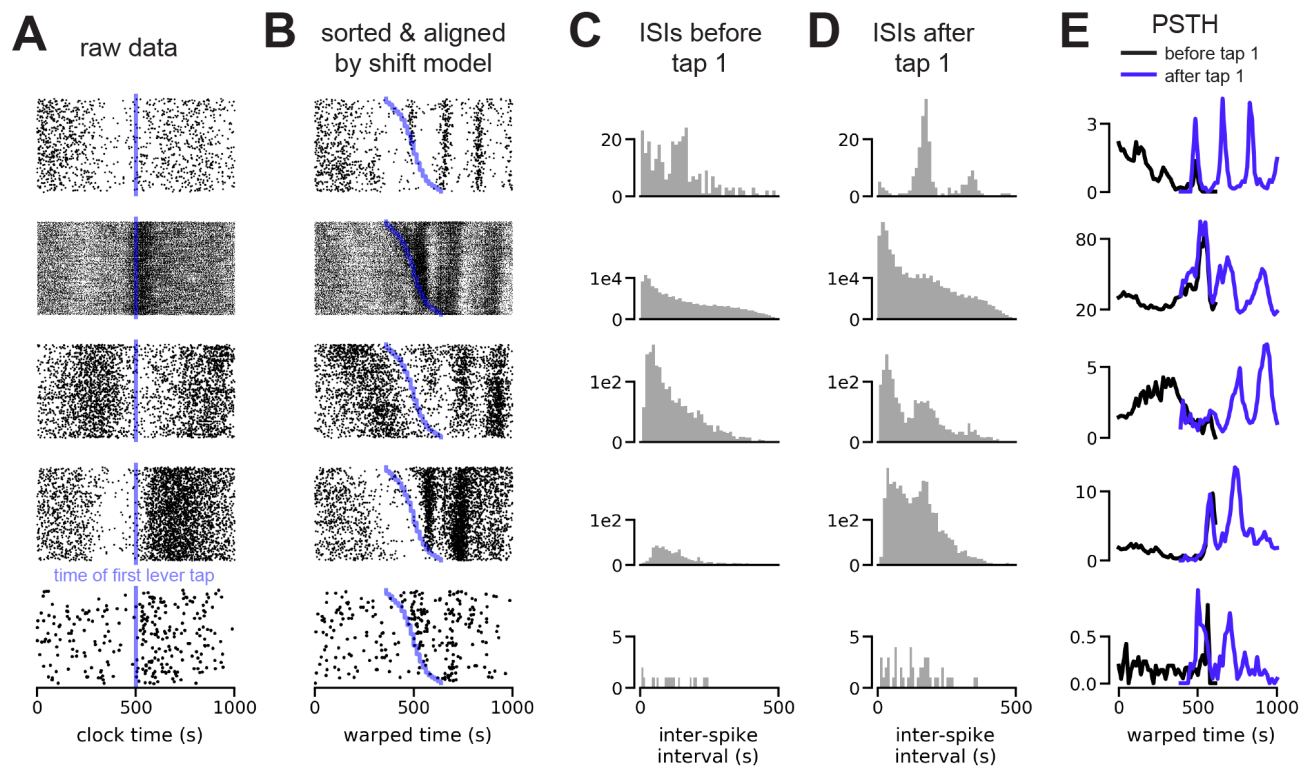 A
raw data
B
sorted & aligned
by shift model
C
ISIs before
tap 1
D
ISIs after
tap 1
E
PSTH
before tap 1
after tap 1
20
0
20
0
3
0
1e4
0
1e4
0
80
20
1e2
0
1e2
0
5
0
1e2
0
1e2
0
10
0
time of first lever tap
5
0
5
0
0.5
0.0
0
500
1000
0
500
1000
0
500
0
500
0
500
1000
clock time (s)
warped time (s)
inter-spike
interval (s)
inter-spike
interval (s)
warped time (s)